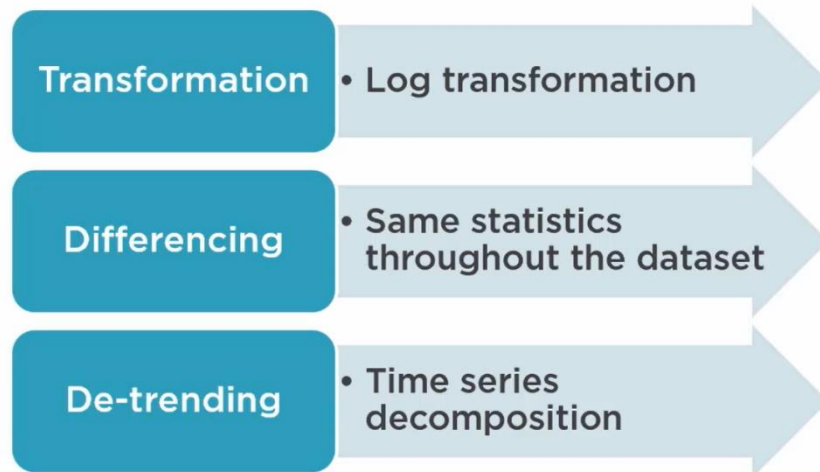 Transformation
• Log transformation
Differencing
• Same statistics
throughout the dataset
De-trending
• Time series
decomposition